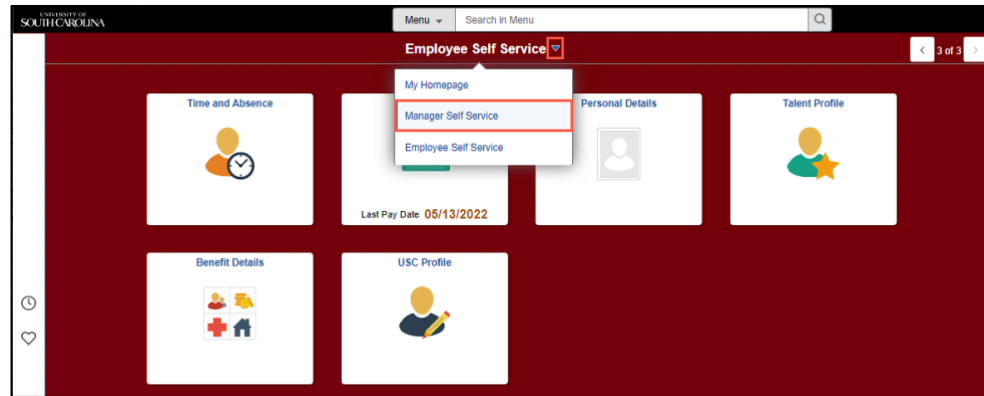 UNIVERSITY OF
SOUTH CAROLINA
Menu
Search in Menu
Employee Self Service
3 of 3
My Homepage
Manager Self Service
Employee Self Service
Time and Absence
Personal Details
Talent Profile
Last Pay Date 05/13/2022
Benefit Details
USC Profile